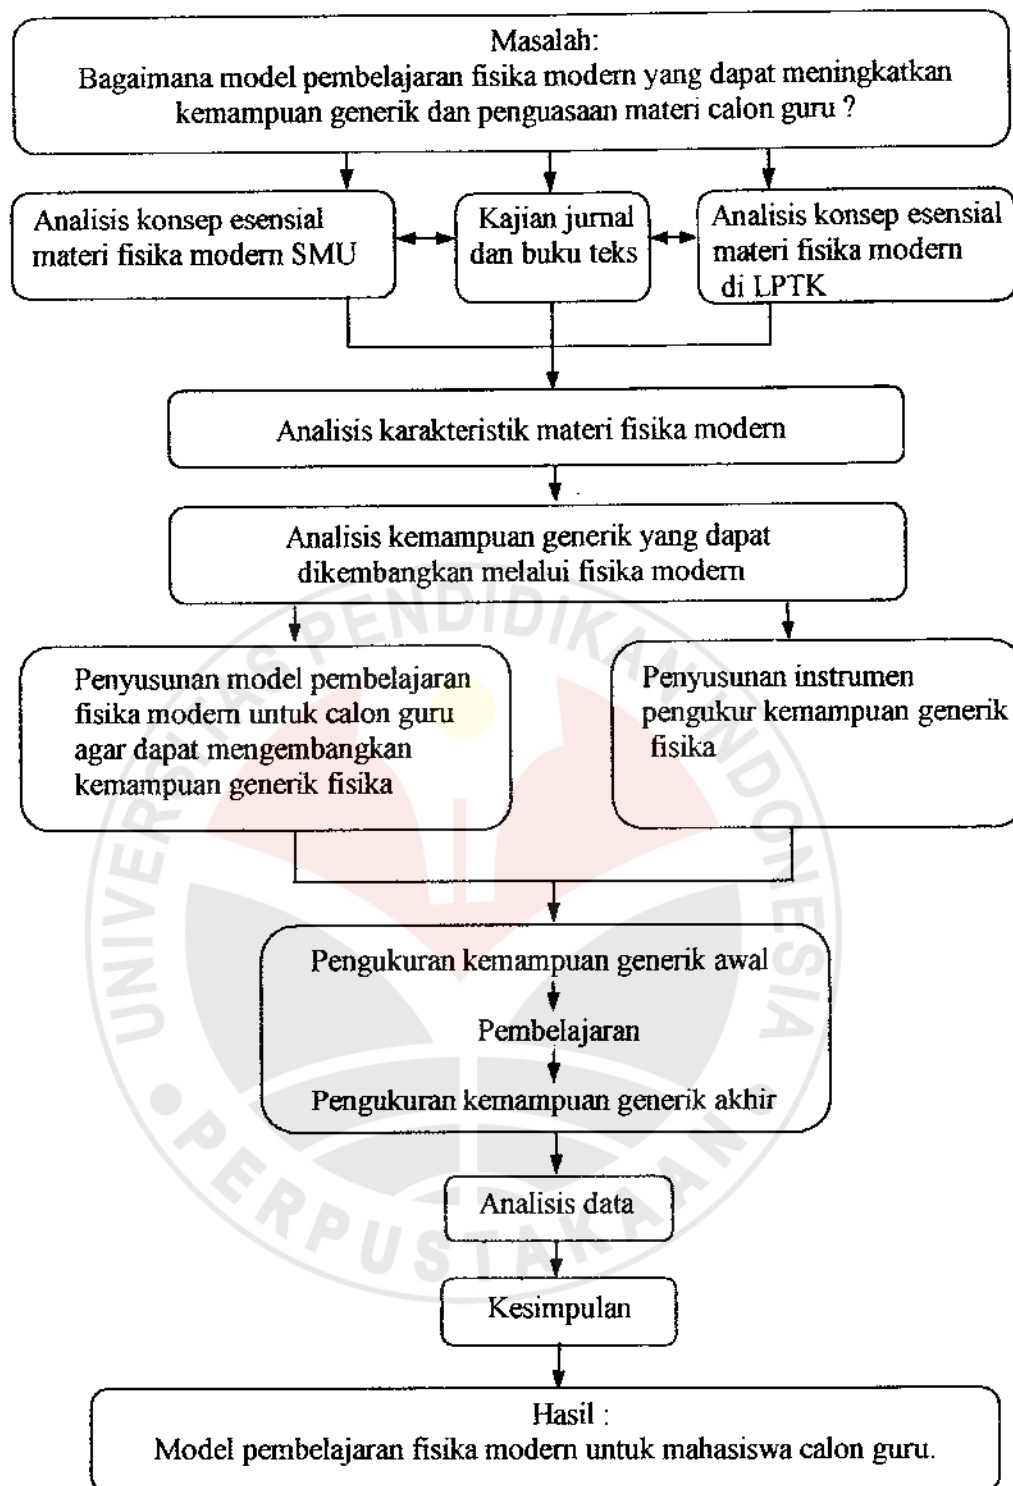 Masalah:
Bagaimana model pembelajaran fisika modern yang dapat meningkatkan
kemampuan generik dan penguasaan materi calon guru ?
Analisis konsep esensial
materi fisika modern SMU
Kajian jurnal
dan buku teks
Analisis konsep esensial
materi fisika modern
di LPTK
Analisis karakteristik materi fisika modern
Analisis kemampuan generik yang dapat
dikembangkan melalui fisika modern
Penyusunan model pembelajaran
fisika modern untuk calon guru
agar dapat mengembangkan
kemampuan generik fisika
Penyusunan instrumen
pengukur kemampuan generik
fisika
Pengukuran kemampuan generik awal
Pembelajaran
Pengukuran kemampuan generik akhir
Analisis data
Kesimpulan
Hasil :
Model pembelajaran fisika modern untuk mahasiswa calon guru.
UNIVERSITAS PENDIDIKAN INDONESIA
PERPUSTAKAAN